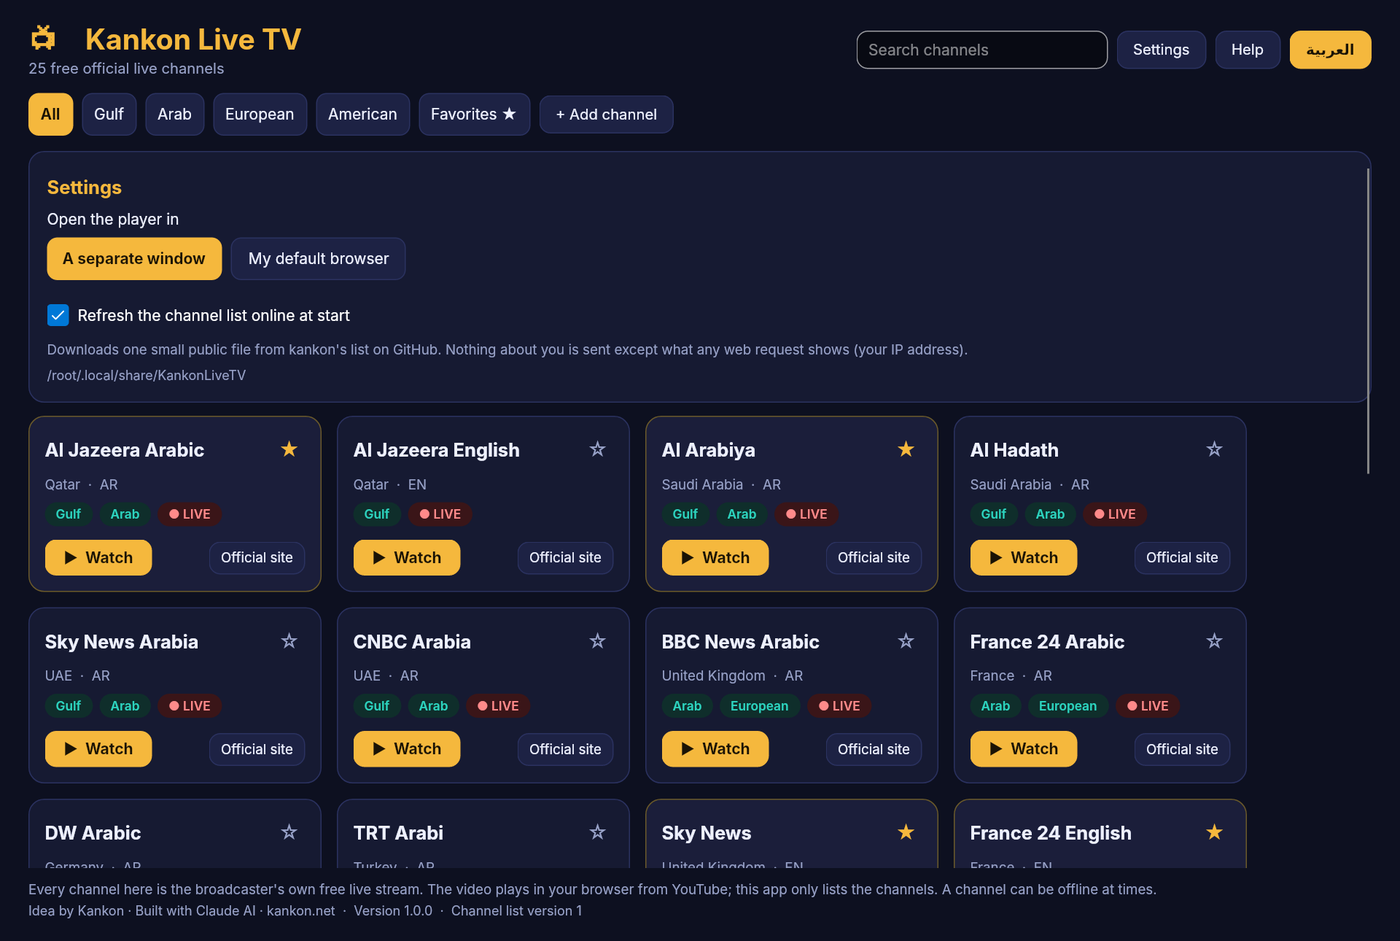 Kankon Live TV
25 free official live channels
Search channels
Settings
Help
العربية
All
Gulf
Arab
European
American
Favorites ★
+ Add channel
Settings
Open the player in
A separate window
My default browser
Refresh the channel list online at start
Downloads one small public file from kankon's list on GitHub. Nothing about you is sent except what any web request shows (your IP address).
/root/.local/share/KankonLiveTV
Al Jazeera Arabic ★
Qatar · AR
Gulf Arab ● LIVE
▶ Watch Official site
Al Jazeera English ☆
Qatar · EN
Gulf ● LIVE
▶ Watch Official site
Al Arabiya ★
Saudi Arabia · AR
Gulf Arab ● LIVE
▶ Watch Official site
Al Hadath ☆
Saudi Arabia · AR
Gulf Arab ● LIVE
▶ Watch Official site
Sky News Arabia ☆
UAE · AR
Gulf Arab ● LIVE
▶ Watch Official site
CNBC Arabia ☆
UAE · AR
Gulf Arab ● LIVE
▶ Watch Official site
BBC News Arabic ☆
United Kingdom · AR
Arab European ● LIVE
▶ Watch Official site
France 24 Arabic ☆
France · AR
Arab European ● LIVE
▶ Watch Official site
DW Arabic ☆
Germany · AR
TRT Arabi ☆
Turkey · AR
Sky News ★
United Kingdom · EN
France 24 English ★
France · EN
Every channel here is the broadcaster's own free live stream. The video plays in your browser from YouTube; this app only lists the channels. A channel can be offline at times.
Idea by Kankon · Built with Claude AI · kankon.net · Version 1.0.0 · Channel list version 1